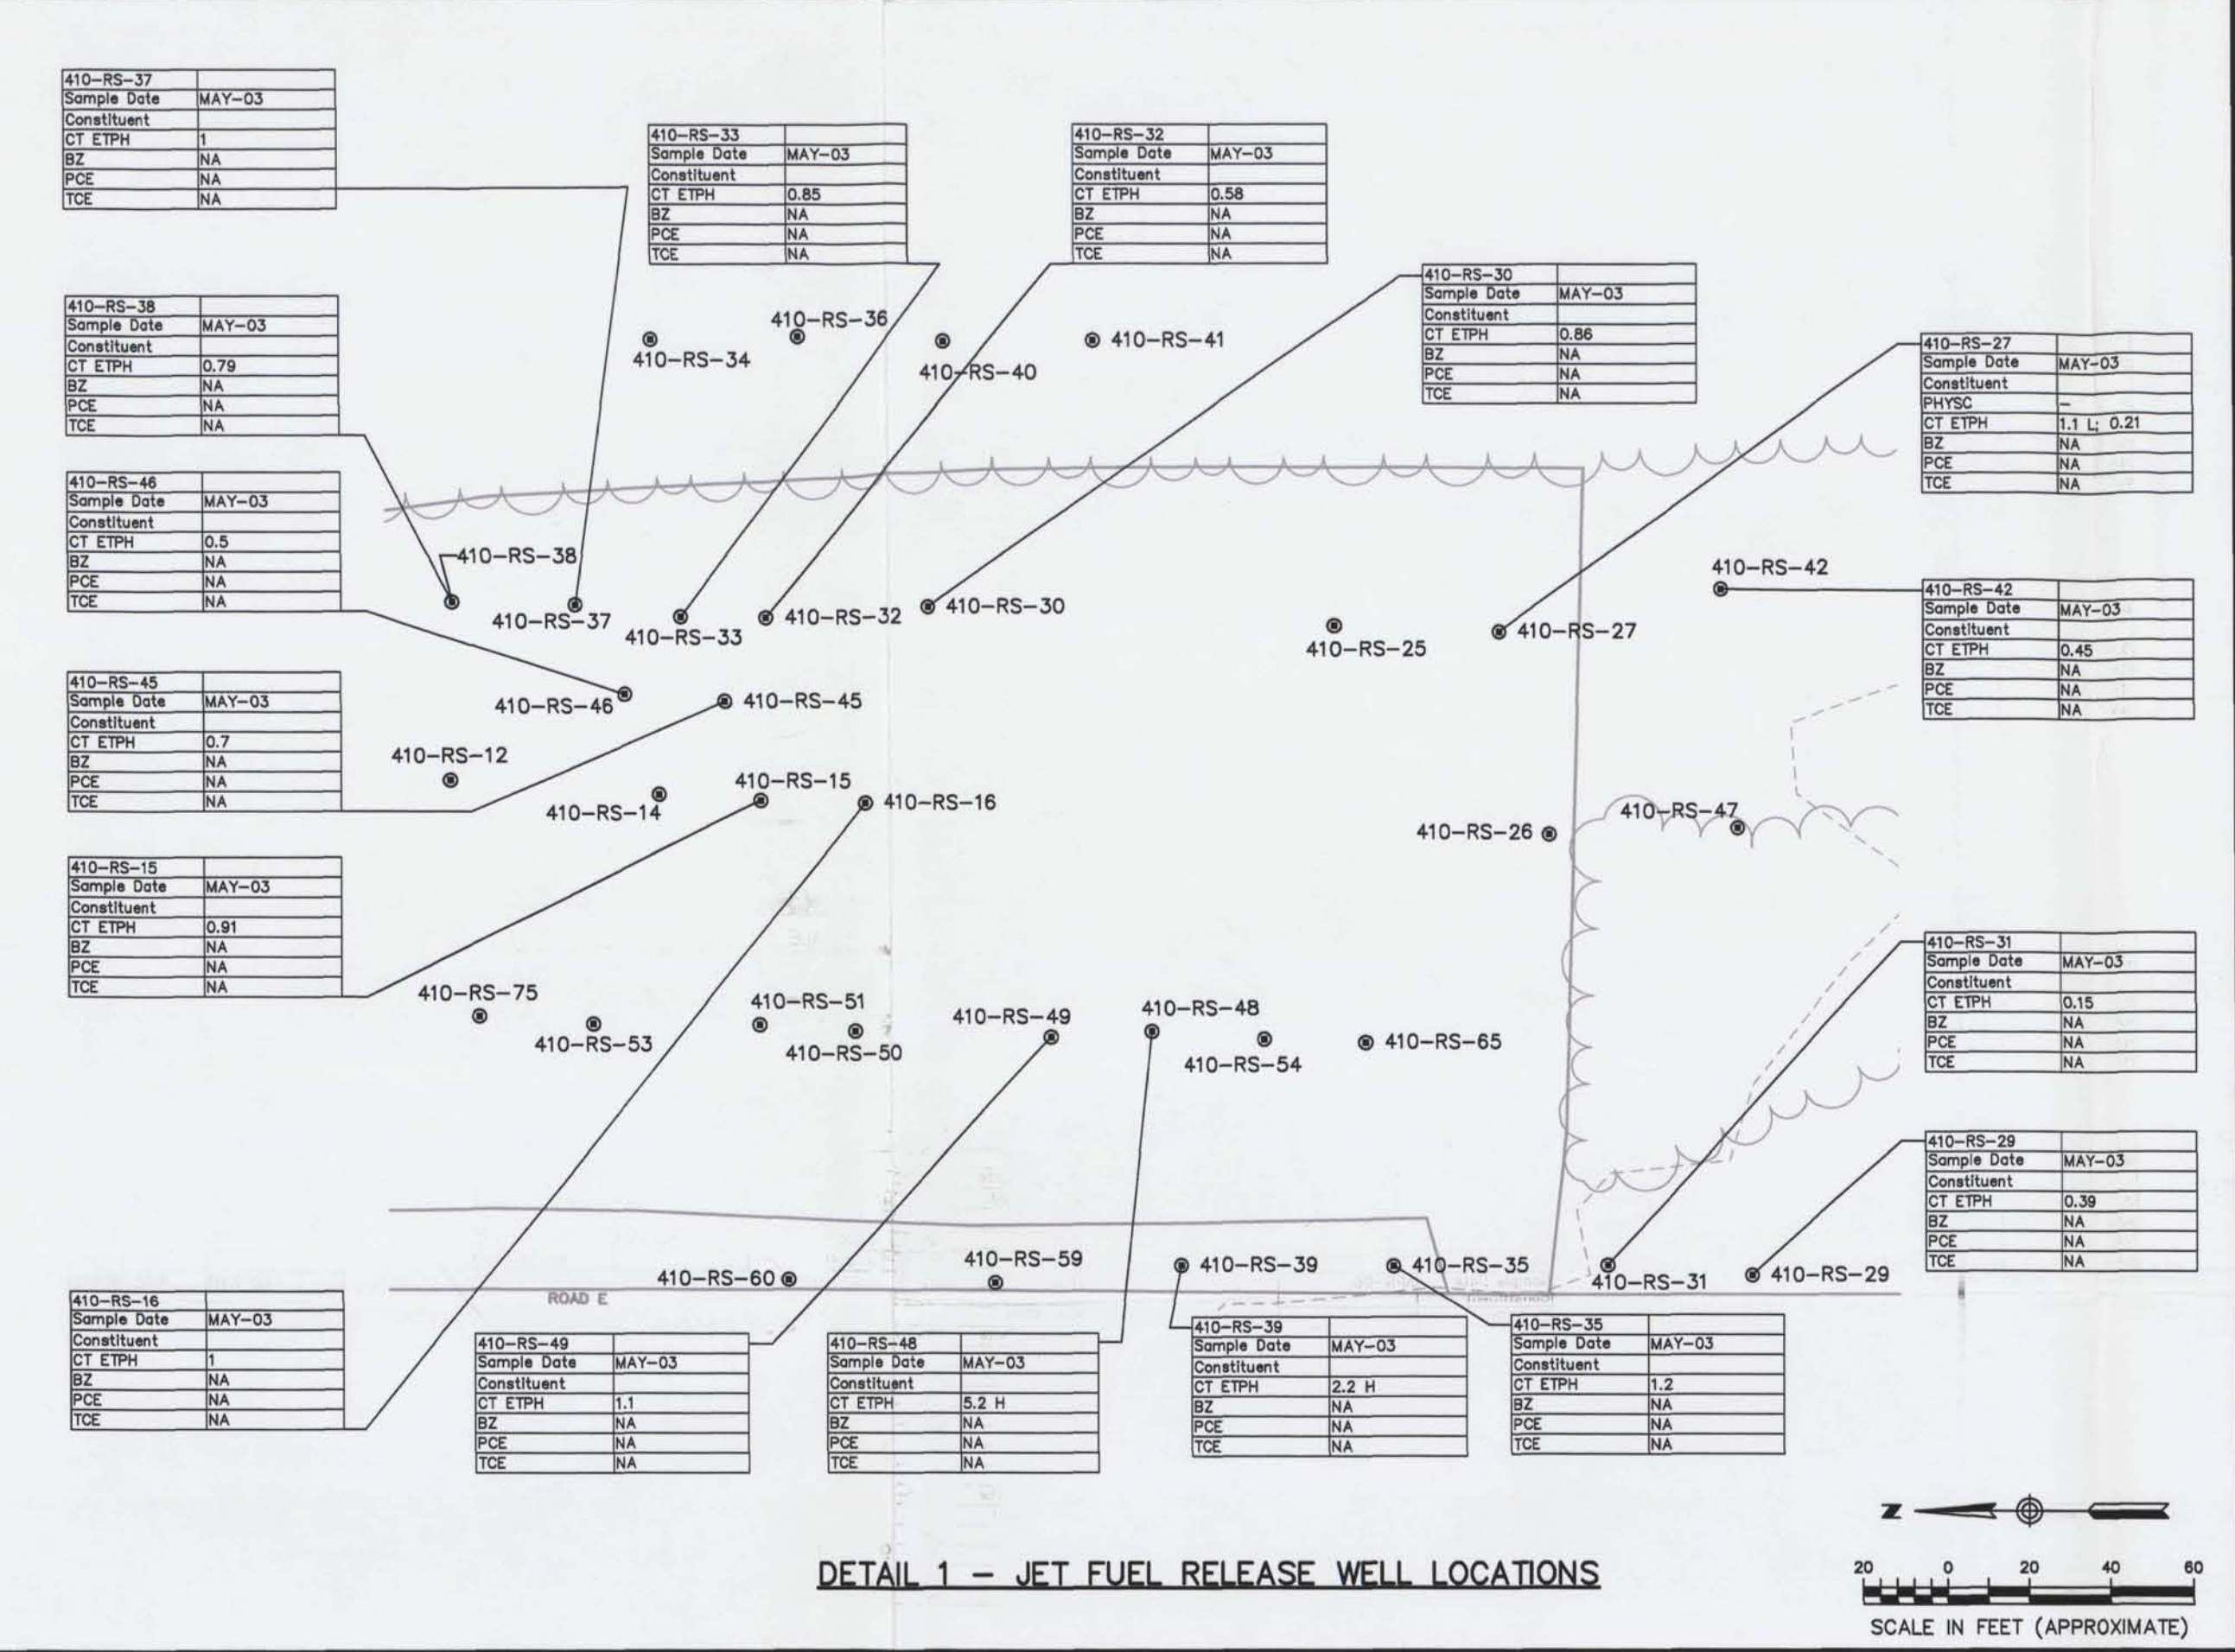 410-RS-37
Sample Date MAY-03
Constituent
CT ETPH 1
BZ NA
PCE NA
TCE NA
410-RS-33
Sample Date MAY-03
Constituent
CT ETPH 0.85
BZ NA
PCE NA
TCE NA
410-RS-32
Sample Date MAY-03
Constituent
CT ETPH 0.58
BZ NA
PCE NA
TCE NA
410-RS-30
Sample Date MAY-03
Constituent
CT ETPH 0.86
BZ NA
PCE NA
TCE NA
410-RS-27
Sample Date MAY-03
Constituent
PHYSC -
CT ETPH 1.1 L; 0.21
BZ NA
PCE NA
TCE NA
410-RS-38
Sample Date MAY-03
Constituent
CT ETPH 0.79
BZ NA
PCE NA
TCE NA
410-RS-46
Sample Date MAY-03
Constituent
CT ETPH 0.5
BZ NA
PCE NA
TCE NA
410-RS-45
Sample Date MAY-03
Constituent
CT ETPH 0.7
BZ NA
PCE NA
TCE NA
410-RS-15
Sample Date MAY-03
Constituent
CT ETPH 0.91
BZ NA
PCE NA
TCE NA
410-RS-16
Sample Date MAY-03
Constituent
CT ETPH 1
BZ NA
PCE NA
TCE NA
410-RS-34
410-RS-36
410-RS-40
410-RS-41
410-RS-38
410-RS-37
410-RS-33
410-RS-32
410-RS-30
410-RS-25
410-RS-27
410-RS-42
410-RS-46
410-RS-45
410-RS-12
410-RS-14
410-RS-15
410-RS-16
410-RS-26
410-RS-47
410-RS-75
410-RS-53
410-RS-51
410-RS-50
410-RS-49
410-RS-48
410-RS-54
410-RS-65
410-RS-60
410-RS-59
410-RS-39
410-RS-35
410-RS-31
410-RS-29
ROAD E
410-RS-42
Sample Date MAY-03
Constituent
CT ETPH 0.45
BZ NA
PCE NA
TCE NA
410-RS-31
Sample Date MAY-03
Constituent
CT ETPH 0.15
BZ NA
PCE NA
TCE NA
410-RS-29
Sample Date MAY-03
Constituent
CT ETPH 0.39
BZ NA
PCE NA
TCE NA
410-RS-49
Sample Date MAY-03
Constituent
CT ETPH 1.1
BZ NA
PCE NA
TCE NA
410-RS-48
Sample Date MAY-03
Constituent
CT ETPH 5.2 H
BZ NA
PCE NA
TCE NA
410-RS-39
Sample Date MAY-03
Constituent
CT ETPH 2.2 H
BZ NA
PCE NA
TCE NA
410-RS-35
Sample Date MAY-03
Constituent
CT ETPH 1.2
BZ NA
PCE NA
TCE NA
Z
DETAIL 1 - JET FUEL RELEASE WELL LOCATIONS
20 0 20 40 60
SCALE IN FEET (APPROXIMATE)